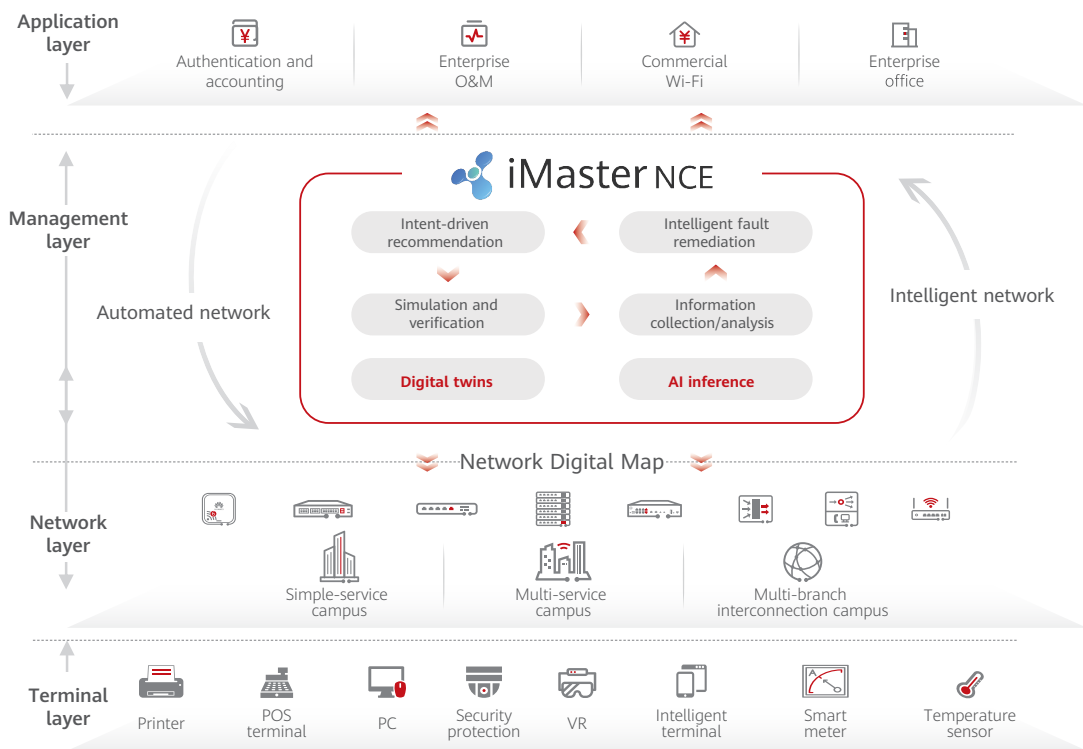 Application
layer
¥
Authentication and
accounting
Enterprise
O&M
¥
Commercial
Wi-Fi
Enterprise
office
iMaster NCE
Management
layer
Intent-driven
recommendation
Intelligent fault
remediation
Automated network
Simulation and
verification
Information
collection/analysis
Intelligent network
Digital twins
AI inference
Network Digital Map
Network
layer
Simple-service
campus
Multi-service
campus
Multi-branch
interconnection campus
Terminal
layer
Printer
POS
terminal
PC
Security
protection
VR
Intelligent
terminal
A
Smart
meter
Temperature
sensor